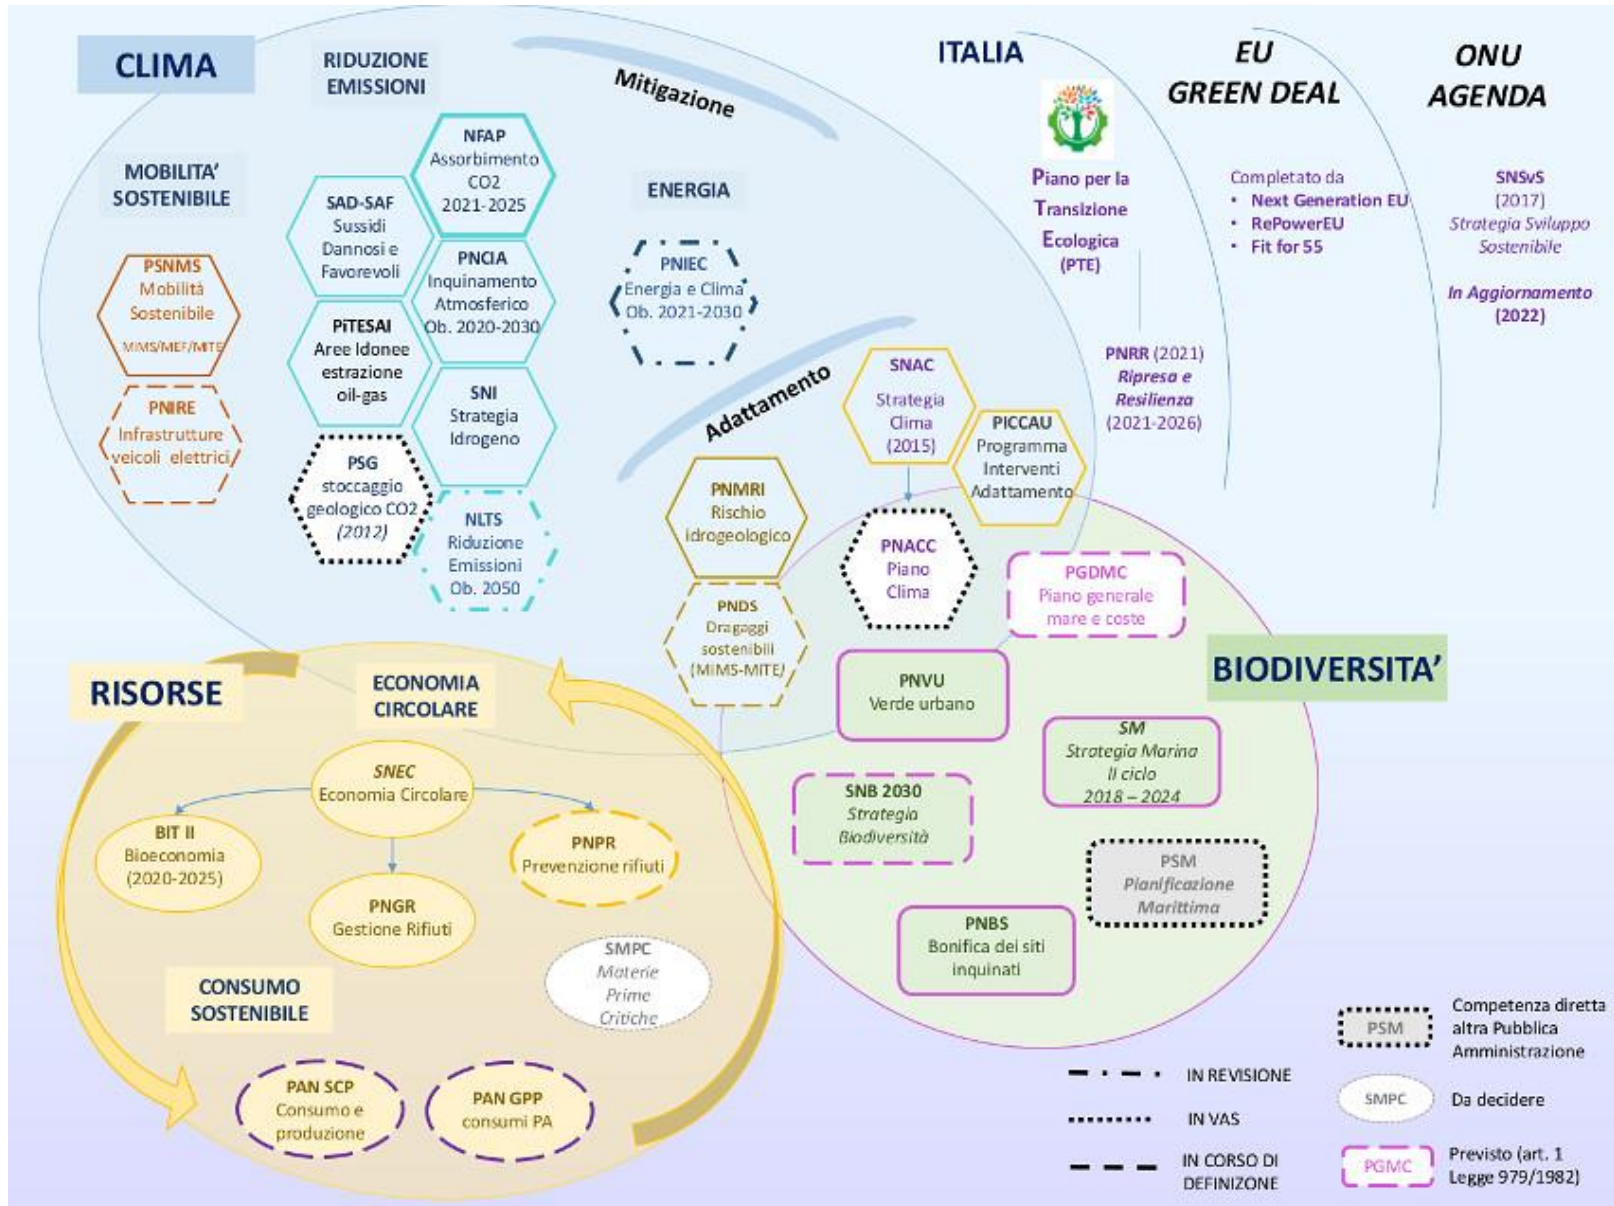 CLIMA
RIDUZIONE
EMISSIONI
Mitigazione
ITALIA
EU
GREEN DEAL
ONU
AGENDA
MOBILITA’
SOSTENIBILE
NFAP
Assorbimento
CO2
2021-2025
SAD-SAF
Sussidi
Dannosi e
Favorevoli
ENERGIA
Piano per la
Transizione
Ecologica
(PTE)
Completato da
• Next Generation EU
• RePowerEU
• Fit for 55
SNSvS
(2017)
Strategia Sviluppo
Sostenibile
In Aggiornamento
(2022)
PSNMS
Mobilità
Sostenibile
MiMS/MEF/MITE
PNCIA
Inquinamento
Atmosferico
Ob. 2020-2030
PNIEC
Energia e Clima
Ob. 2021-2030
PiTESAI
Aree Idonee
estrazione
oil-gas
PNRR (2021)
Ripresa e
Resilienza
(2021-2026)
Adattamento
SNAC
Strategia
Clima
(2015)
PNIRE
Infrastrutture
veicoli elettrici
SNI
Strategia
Idrogeno
PICCAU
Programma
Interventi
Adattamento
PSG
stoccaggio
geologico CO2
(2012)
PNMRI
Rischio
idrogeologico
NLTS
Riduzione
Emissioni
Ob. 2050
PNACC
Piano
Clima
PGDMC
Piano generale
mare e coste
PNDS
Dragaggi
sostenibili
(MiMS-MITE)
RISORSE
ECONOMIA
CIRCOLARE
BIODIVERSITA’
PNVU
Verde urbano
SM
Strategia Marina
II ciclo
2018 – 2024
SNEC
Economia Circolare
SNB 2030
Strategia
Biodiversità
BIT II
Bioeconomia
(2020-2025)
PNPR
Prevenzione rifiuti
PSM
Pianificazione
Marittima
PNGR
Gestione Rifiuti
PNBS
Bonifica dei siti
inquinati
SMPC
Materie
Prime
Critiche
CONSUMO
SOSTENIBILE
PAN SCP
Consumo e
produzione
PAN GPP
consumi PA
IN REVISIONE
IN VAS
IN CORSO DI
DEFINIZONE
PSM
Competenza diretta
altra Pubblica
Amministrazione
SMPC
Da decidere
PGMC
Previsto (art. 1
Legge 979/1982)